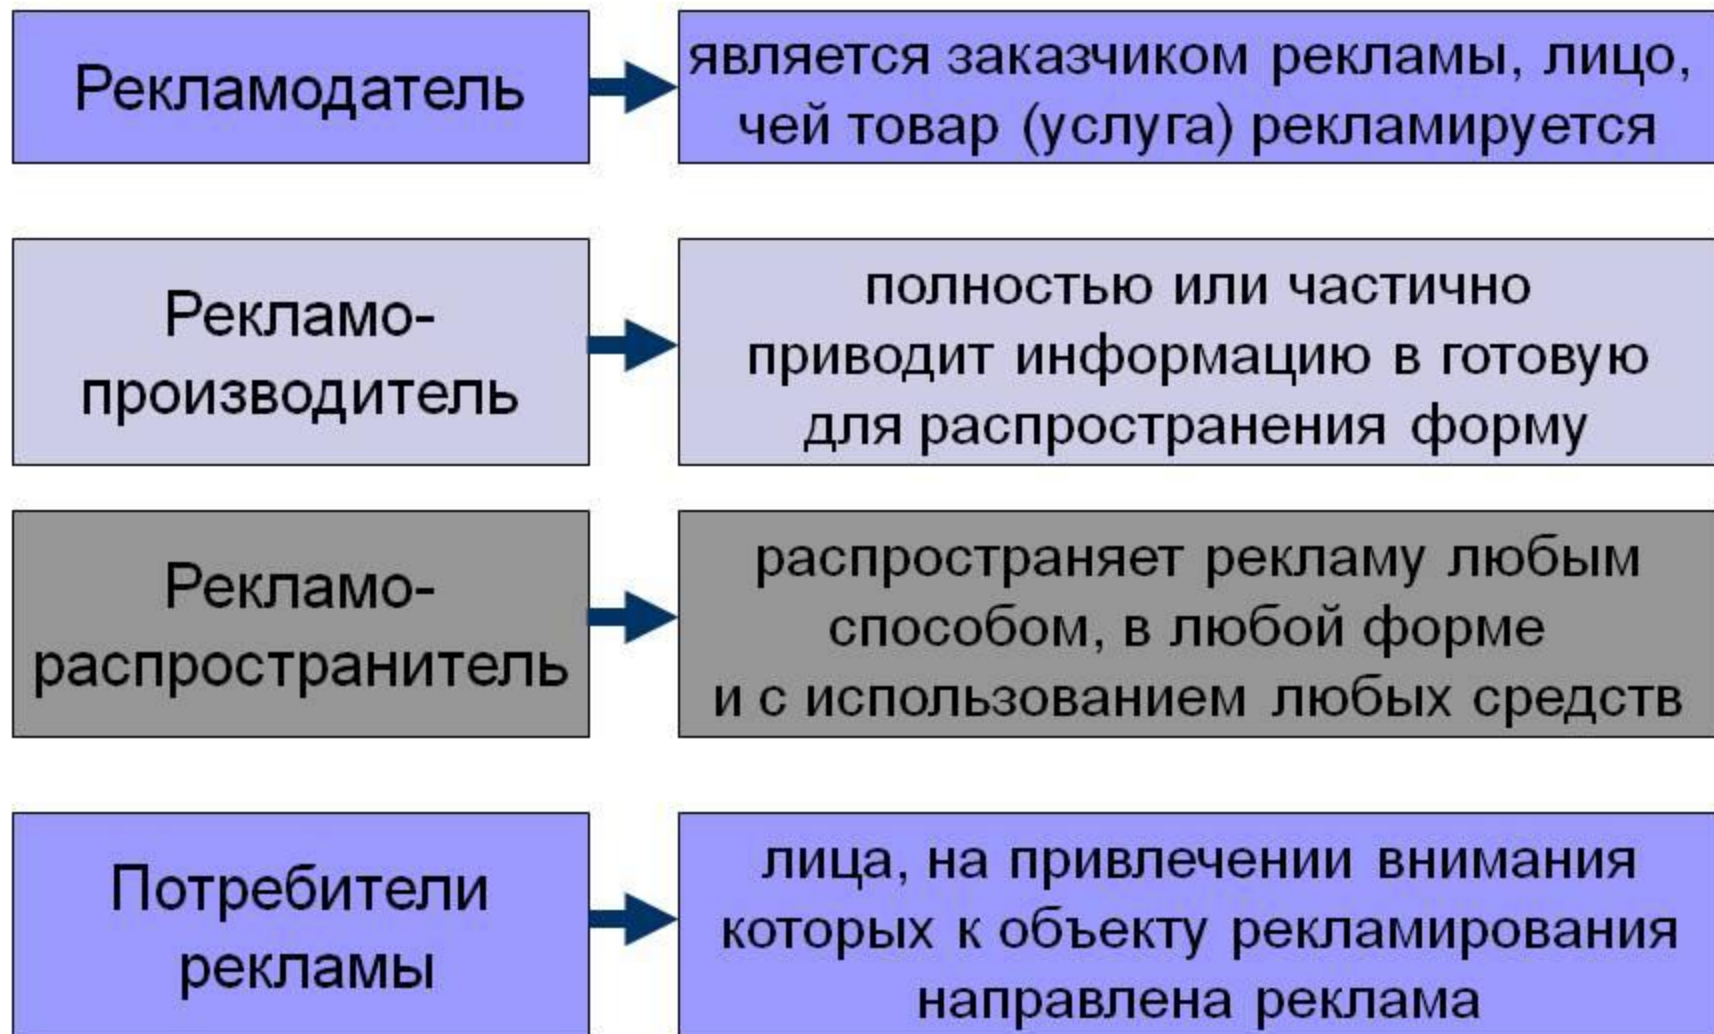 Рекламодатель
является заказчиком рекламы, лицо,
чей товар (услуга) рекламируется
Рекламо-
производитель
полностью или частично
приводит информацию в готовую
для распространения форму
Рекламо-
распространитель
распространяет рекламу любым
способом, в любой форме
и с использованием любых средств
Потребители
рекламы
лица, на привлечении внимания
которых к объекту рекламирования
направлена реклама